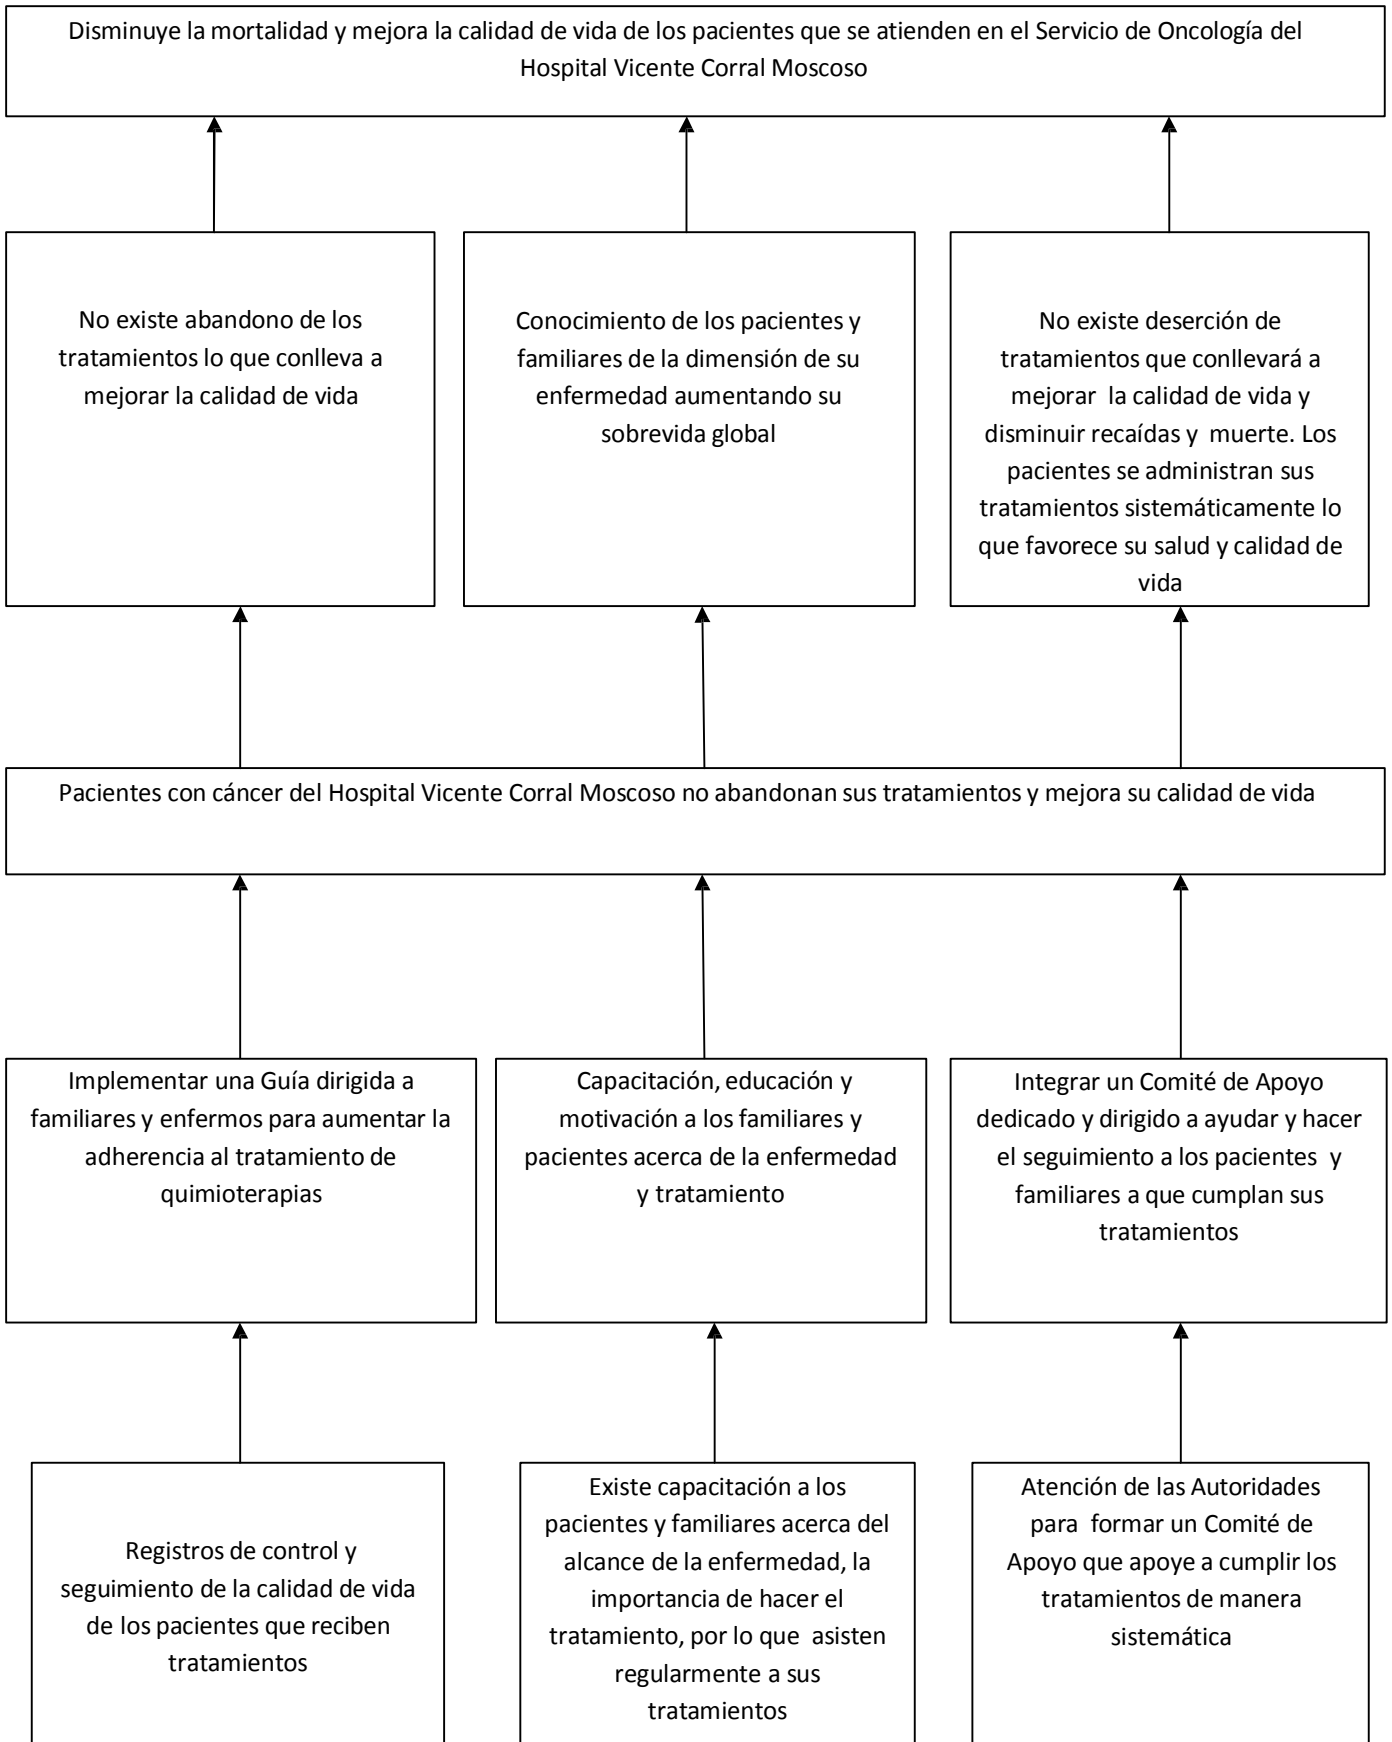 Disminuye la mortalidad y mejora la calidad de vida de los pacientes que se atienden en el Servicio de Oncología del
Hospital Vicente Corral Moscoso
No existe abandono de los
tratamientos lo que conlleva a
mejorar la calidad de vida
Conocimiento de los pacientes y
familiares de la dimensión de su
enfermedad aumentando su
sobrevida global
No existe deserción de
tratamientos que conllevará a
mejorar  la calidad de vida y
disminuir recaídas y  muerte. Los
pacientes se administran sus
tratamientos sistemáticamente lo
que favorece su salud y calidad de
vida
Pacientes con cáncer del Hospital Vicente Corral Moscoso no abandonan sus tratamientos y mejora su calidad de vida
Implementar una Guía dirigida a
familiares y enfermos para aumentar la
adherencia al tratamiento de
quimioterapias
Capacitación, educación y
motivación a los familiares y
pacientes acerca de la enfermedad
y tratamiento
Integrar un Comité de Apoyo
dedicado y dirigido a ayudar y hacer
el seguimiento a los pacientes  y
familiares a que cumplan sus
tratamientos
Registros de control y
seguimiento de la calidad de vida
de los pacientes que reciben
tratamientos
Existe capacitación a los
pacientes y familiares acerca del
alcance de la enfermedad, la
importancia de hacer el
tratamiento, por lo que  asisten
regularmente a sus
tratamientos
Atención de las Autoridades
para  formar un Comité de
Apoyo que apoye a cumplir los
tratamientos de manera
sistemática